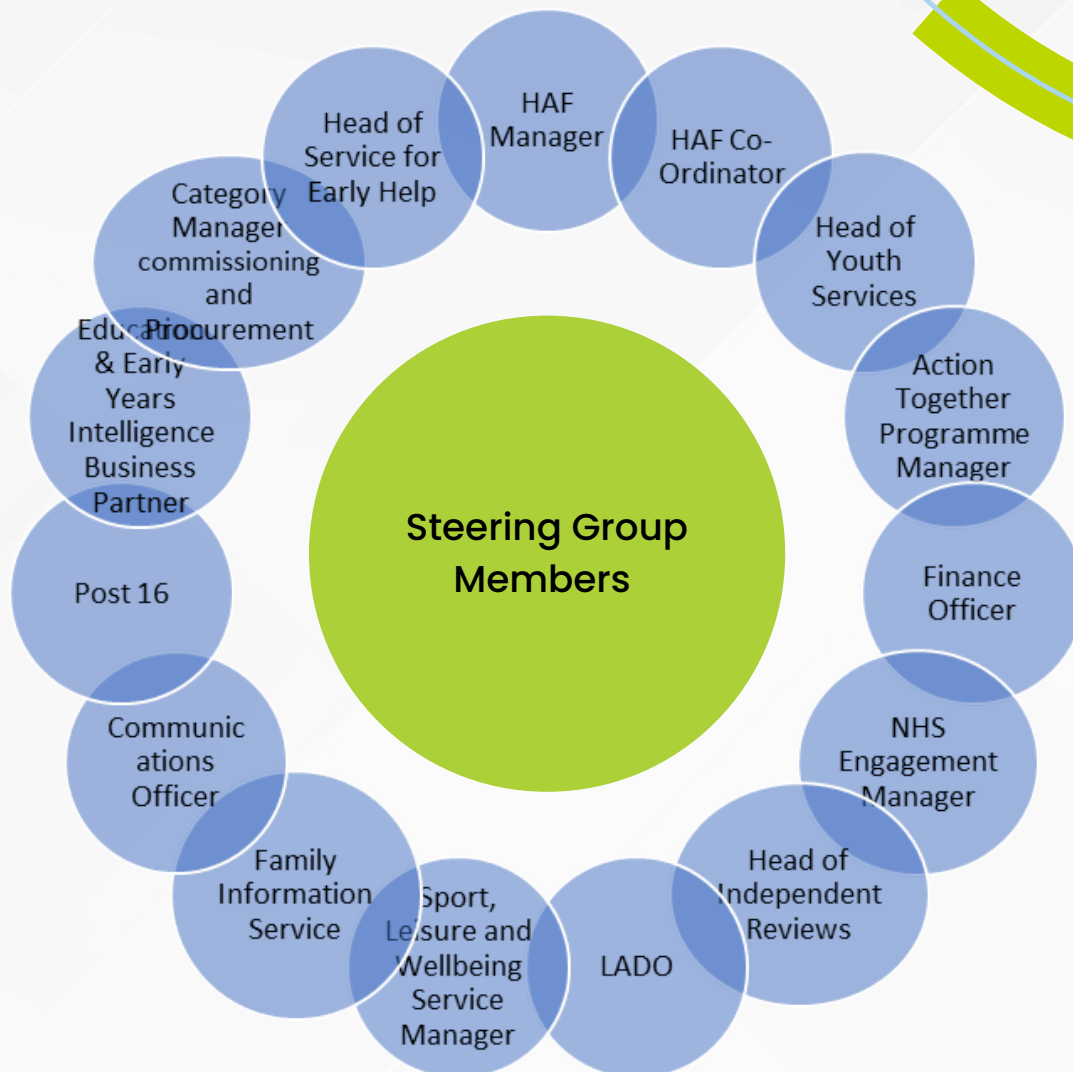 HAF
Manager
HAF Co-
Ordinator
Head of
Youth
Services
Action
Together
Programme
Manager
Finance
Officer
NHS
Engagement
Manager
Head of
Independent
Reviews
LADO
Sport,
Leisure and
Wellbeing
Service
Manager
Family
Information
Service
Communic
ations
Officer
Post 16
Education
& Early
Years
Intelligence
Business
Partner
Category
Manager
commissioning
and
Procurement
Head of
Service for
Early Help
Steering Group
Members